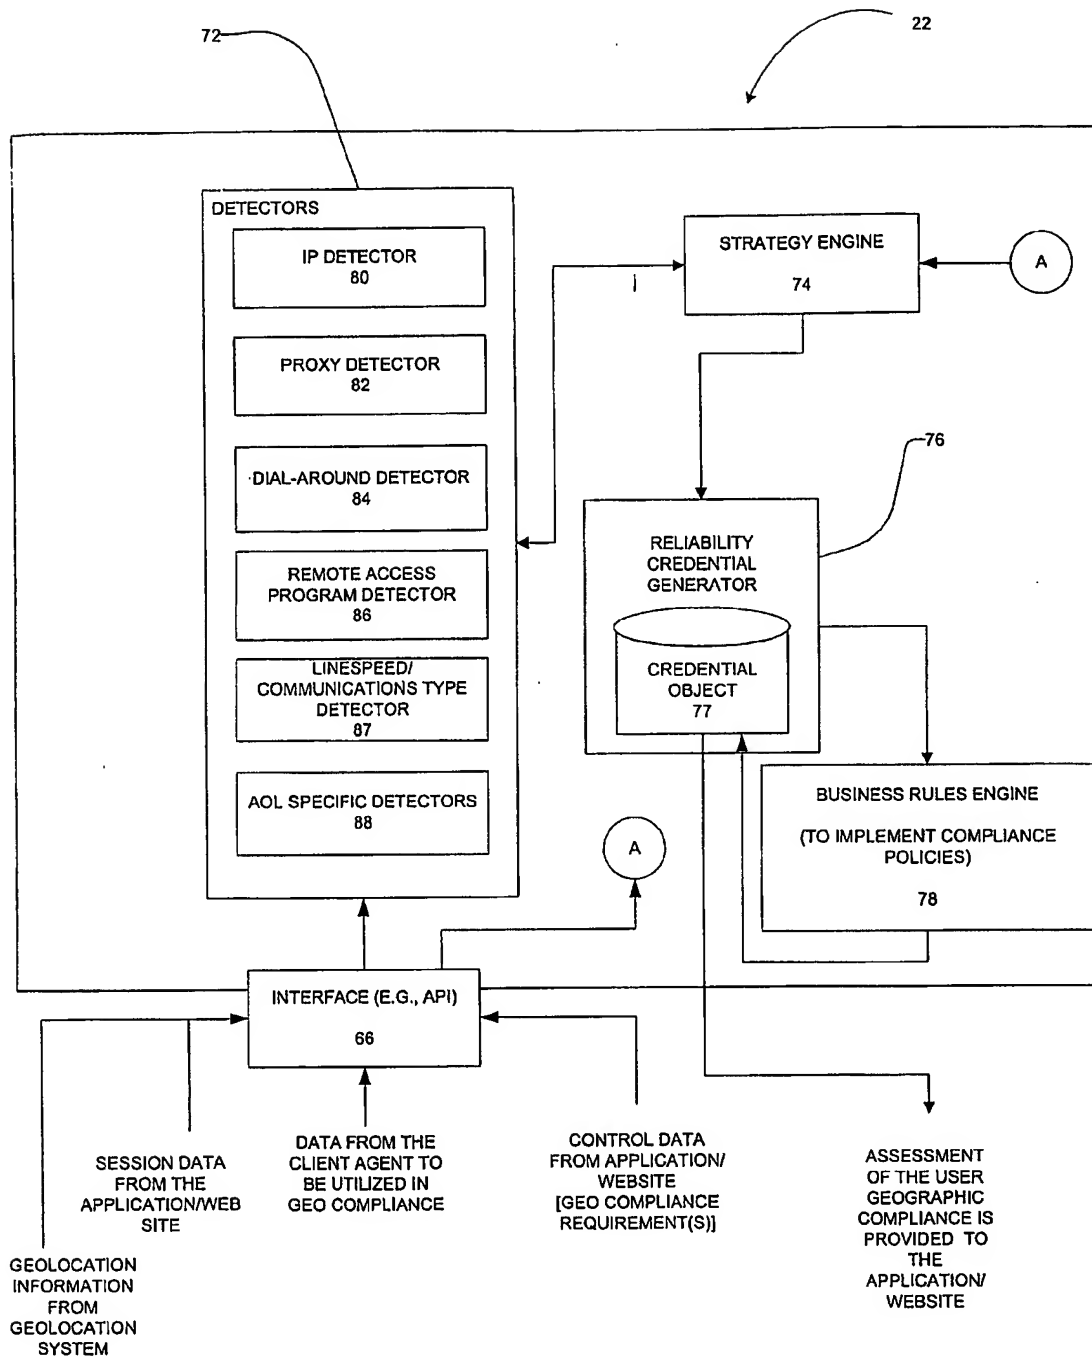 72
22
DETECTORS
IP DETECTOR
80
PROXY DETECTOR
82
DIAL-AROUND DETECTOR
84
REMOTE ACCESS
PROGRAM DETECTOR
86
LINESPEED/
COMMUNICATIONS TYPE
DETECTOR
87
AOL SPECIFIC DETECTORS
88
STRATEGY ENGINE
74
A
76
RELIABILITY
CREDENTIAL
GENERATOR
CREDENTIAL
OBJECT
77
BUSINESS RULES ENGINE
(TO IMPLEMENT COMPLIANCE
POLICIES)
78
A
INTERFACE (E.G., API)
66
SESSION DATA
FROM THE
APPLICATION/WEB
SITE
DATA FROM THE
CLIENT AGENT TO
BE UTILIZED IN
GEO COMPLIANCE
CONTROL DATA
FROM APPLICATION/
WEBSITE
[GEO COMPLIANCE
REQUIREMENT(S)]
ASSESSMENT
OF THE USER
GEOGRAPHIC
COMPLIANCE IS
PROVIDED TO
THE
APPLICATION/
WEBSITE
GEOLOCATION
INFORMATION
FROM
GEOLOCATION
SYSTEM